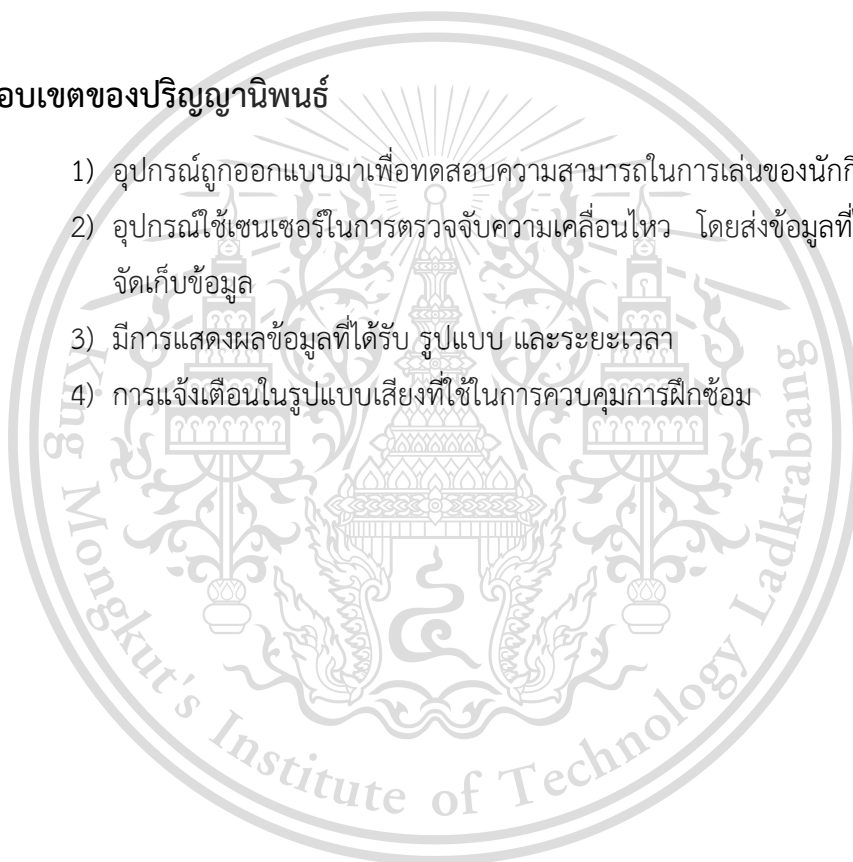 อบเขตของปริญญานิพนธ์
1) อุปกรณ์ถูกออกแบบมาเพื่อทดสอบความสามารถในการเล่นของนักกี
2) อุปกรณ์ใช้เซนเซอร์ในการตรวจจับความเคลื่อนไหว โดยส่งข้อมูลที่
จัดเก็บข้อมูล
3) มีการแสดงผลข้อมูลที่ได้รับ รูปแบบ และระยะเวลา
4) การแจ้งเตือนในรูปแบบเสียงที่ใช้ในการควบคุมการฝึกซ้อม
King Mongkut's Institute of Technology Ladkrabang